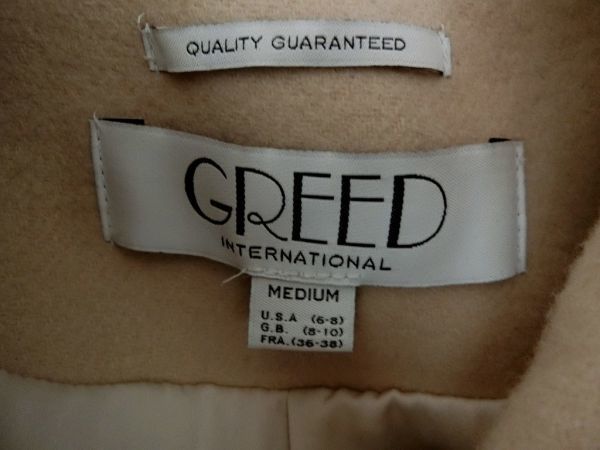 QUALITY GUARANTEED
GREED
INTERNATIONAL
MEDIUM
U.S.A (6-8)
G.B. (8-10)
FRA.(36-38)